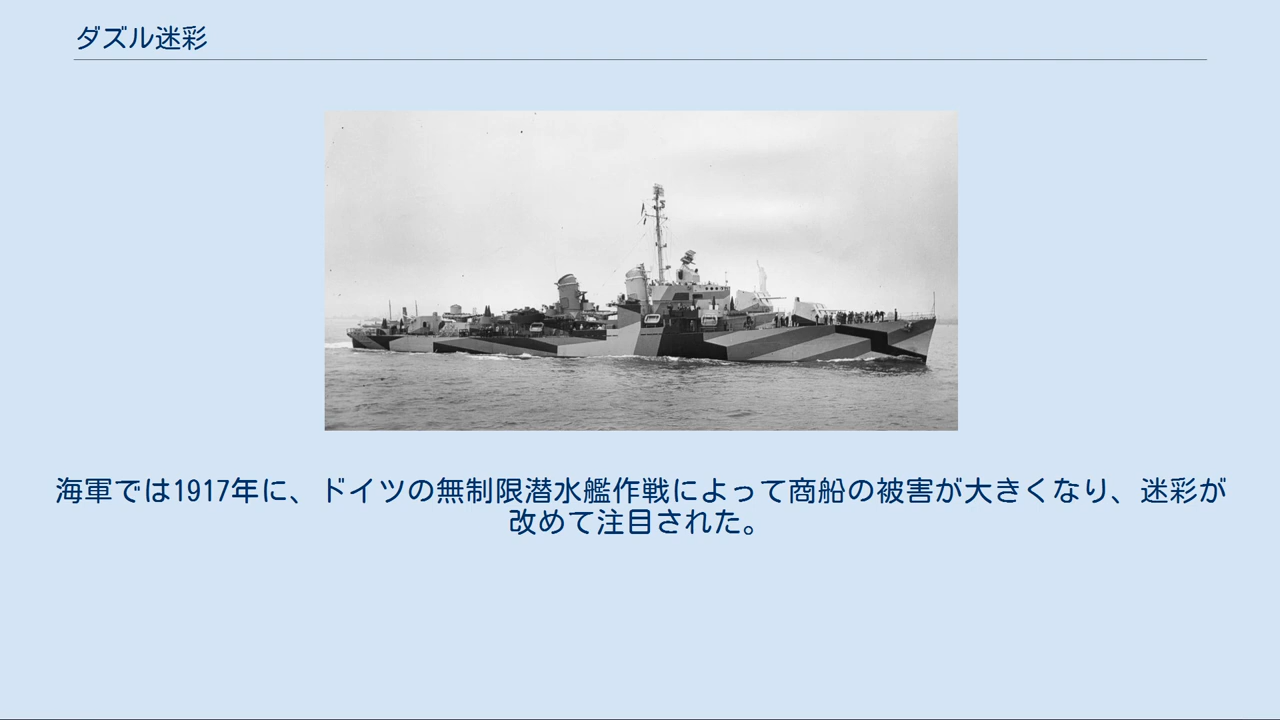 ダズル迷彩
海軍では1917年に、ドイツの無制限潜水艦作戦によって商船の被害が大きくなり、迷彩が
改めて注目された。